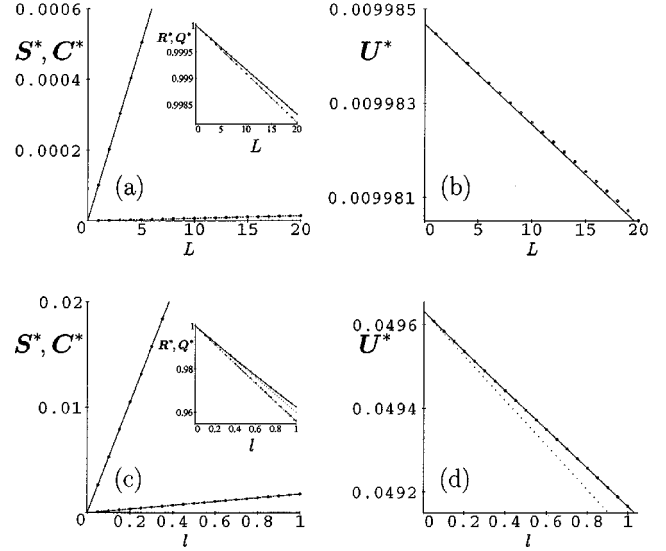 0.0006
S*, C*
0.0004
0.0002
(a)
5 10 15 20
L
R*, Q*
1
0.9995
0.999
0.9985
0 5 10 15 20
L
0.009985
U*
0.009983
0.009981
(b)
0 5 10 15 20
L
0.02
S*, C*
0.01
(c)
0 0.2 0.4 0.6 0.8 1
l
R*, Q*
1
0.98
0.96
0 0.2 0.4 0.6 0.8 1
l
0.0496
U*
0.0494
0.0492
(d)
0 0.2 0.4 0.6 0.8 1
l